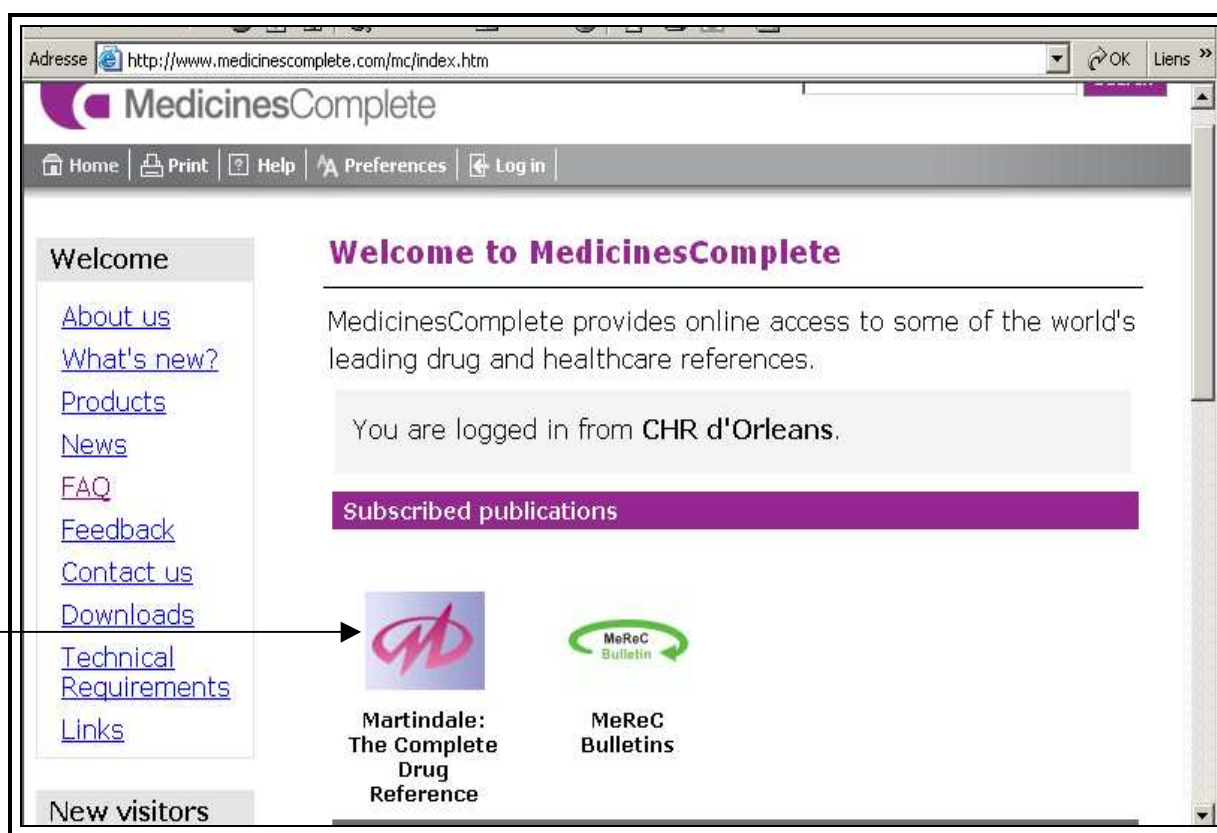 Adresse http://www.medicinescomplete.com/mc/index.htm OK Liens »
MedicinesComplete
Home Print ? Help AA Preferences Log in
Welcome
About us
What's new?
Products
News
FAQ
Feedback
Contact us
Downloads
Technical
Requirements
Links
New visitors
Welcome to MedicinesComplete
MedicinesComplete provides online access to some of the world's
leading drug and healthcare references.
You are logged in from CHR d'Orleans.
Subscribed publications
MeReC
Bulletin
Martindale:
The Complete
Drug
Reference
MeReC
Bulletins